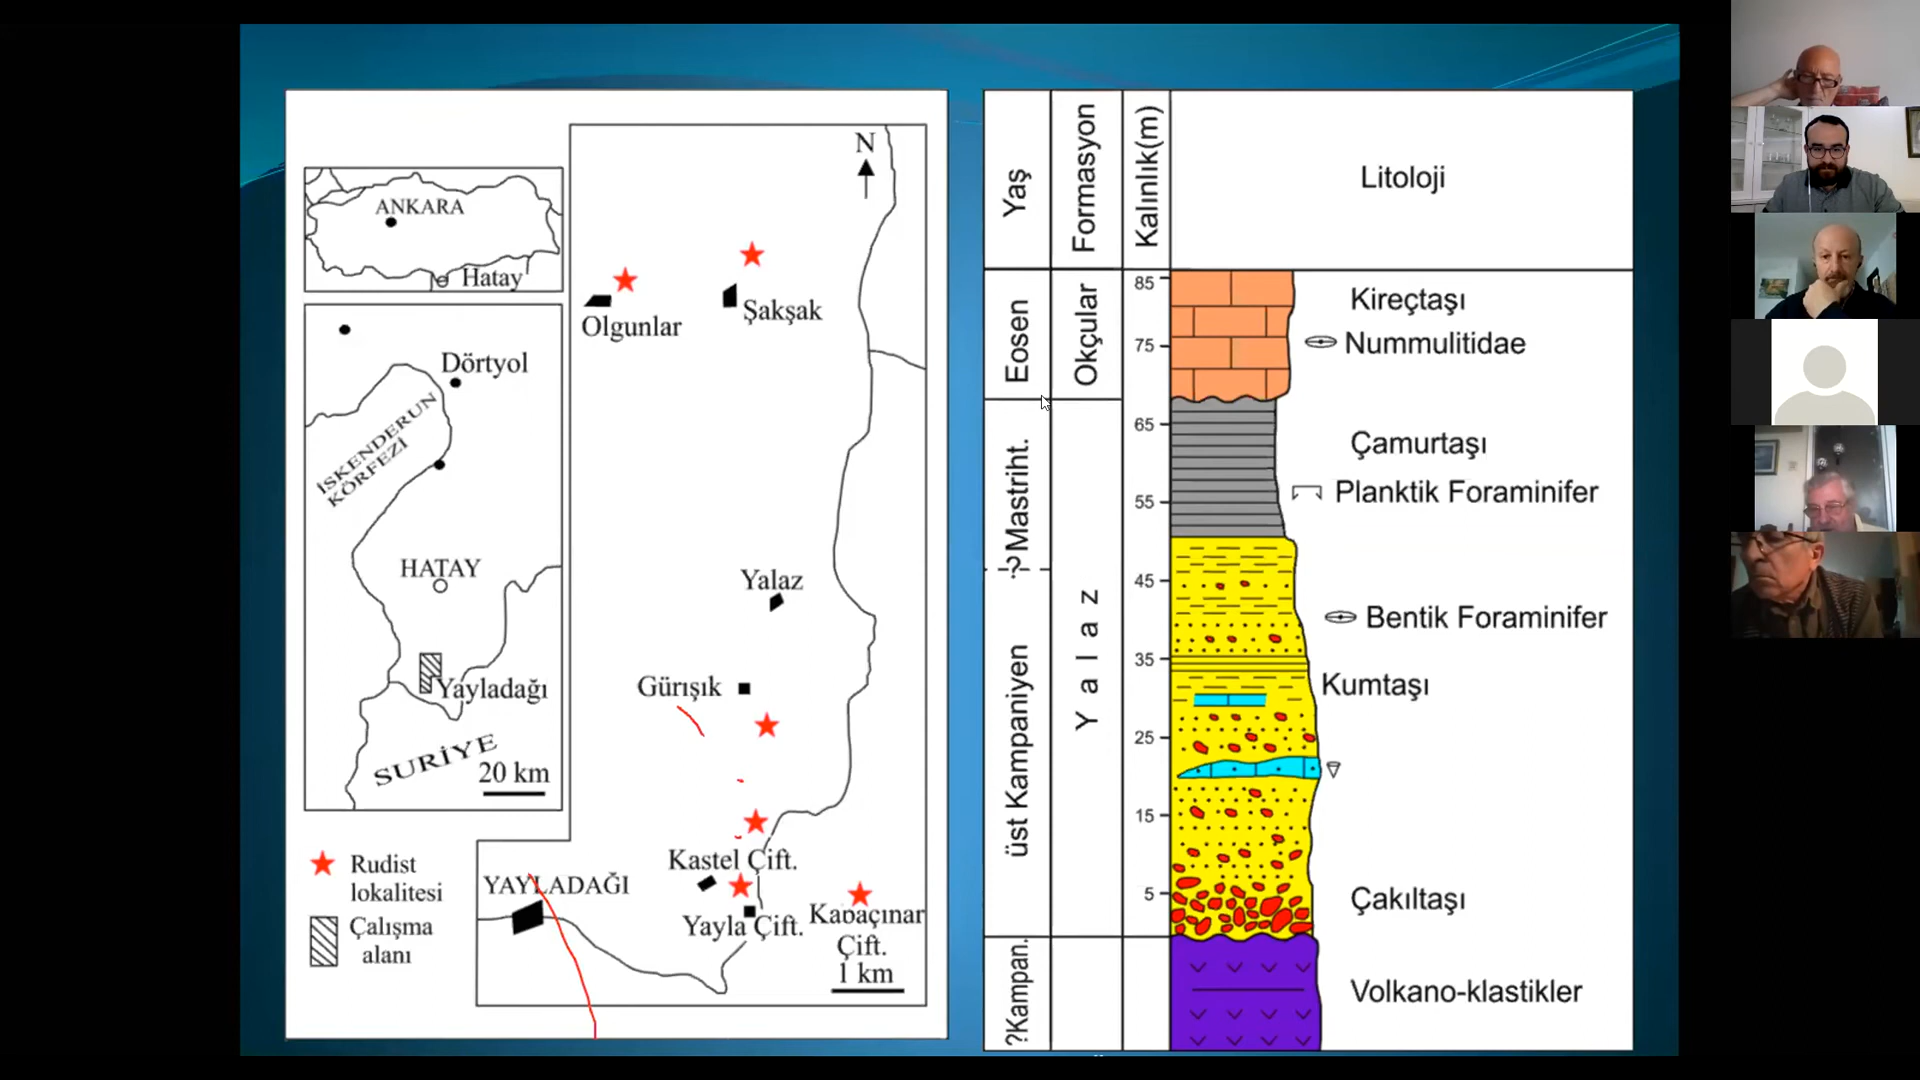 ANKARA
Hatay
Dörtyol
İSKENDERUN
KÖRFEZİ
HATAY
Yayladağı
SURİYE
20 km
Rudist
lokalitesi
Çalışma
alanı
N
Olgunlar
Şakşak
Yalaz
Gürışık
Kastel Çift.
YAYLADAĞI
Yayla Çift.
Kabaçınar
Çift.
1 km
Yaş
Formasyon
Kalınlık(m)
Litoloji
Eosen
Okçular
?Mastriht.
üst Kampaniyen
Yalaz
?Kampan.
85
75
65
55
45
35
25
15
5
Kireçtaşı
Nummulitidae
Çamurtaşı
Planktik Foraminifer
Bentik Foraminifer
Kumtaşı
Çakıltaşı
Volkano-klastikler